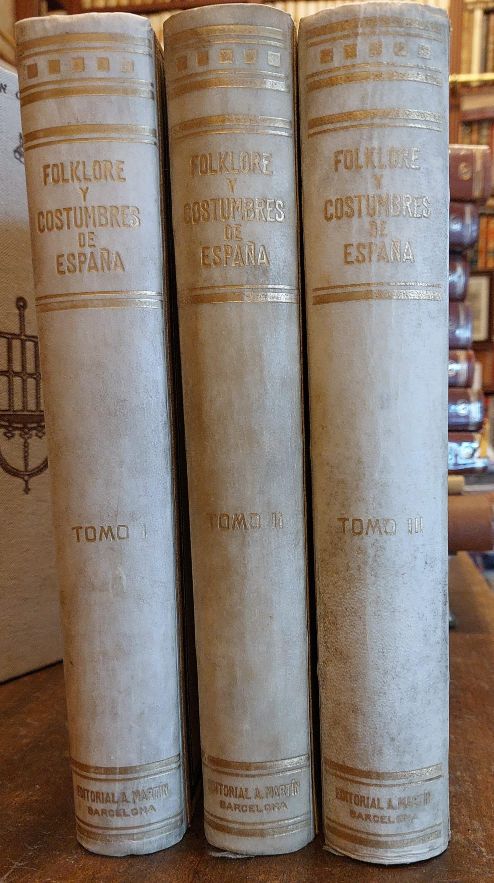 FOLKLORE
Y
COSTUMBRES
DE
ESPAÑA
TOMO I
EDITORIAL A. MARTIN
BARCELONA
FOLKLORE
Y
COSTUMBRES
DE
ESPAÑA
TOMO II
EDITORIAL A. MARTIN
BARCELONA
FOLKLORE
Y
COSTUMBRES
DE
ESPAÑA
TOMO III
EDITORIAL A. MARTIN
BARCELONA